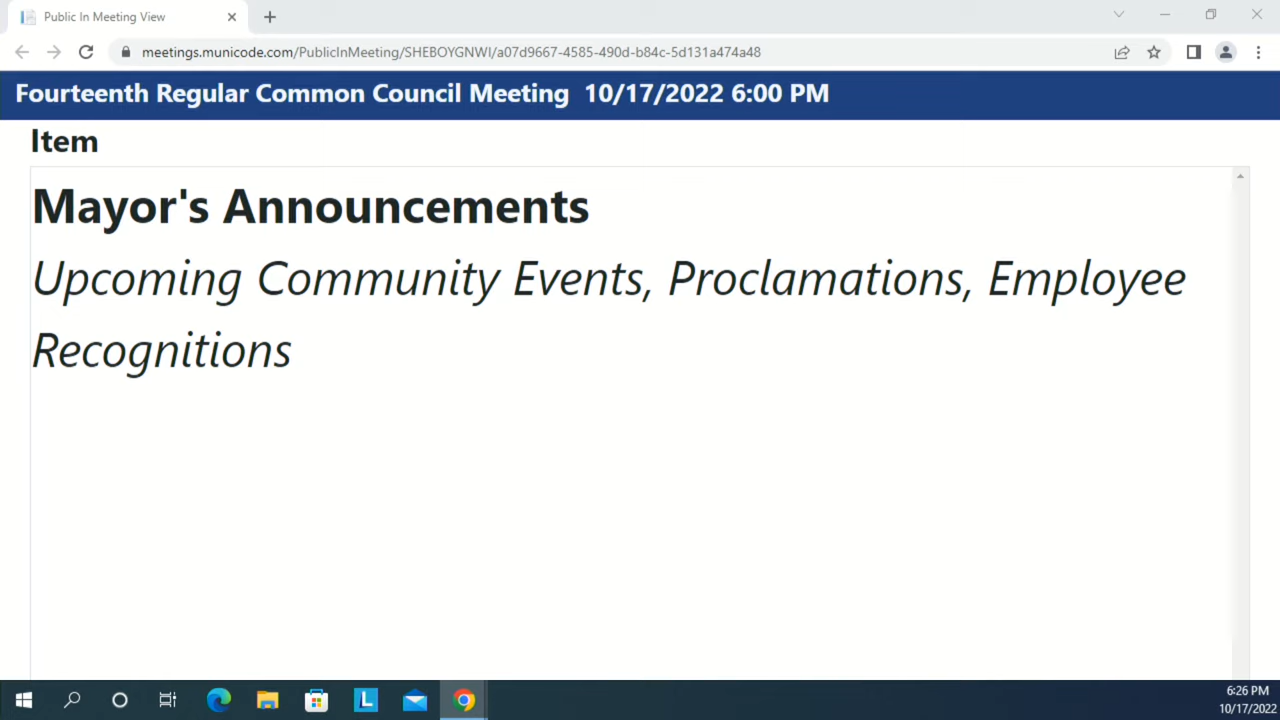 Public In Meeting View
meetings.municode.com/PublicInMeeting/SHEBOYGNWI/a07d9667-4585-490d-b84c-5d131a474a48
Fourteenth Regular Common Council Meeting 10/17/2022 6:00 PM
Item
Mayor's Announcements
Upcoming Community Events, Proclamations, Employee
Recognitions
L
6:26 PM
10/17/2022